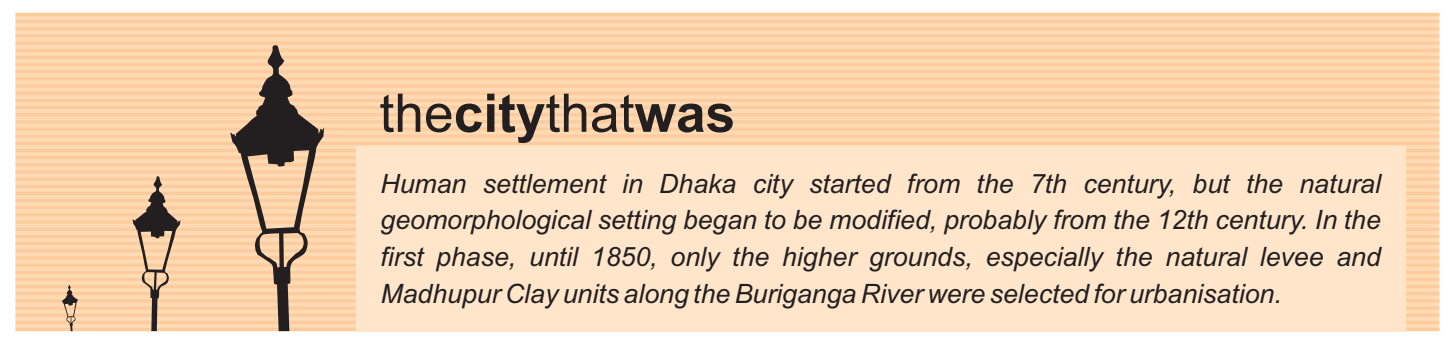 thecitythatwas
Human settlement in Dhaka city started from the 7th century, but the natural
geomorphological setting began to be modified, probably from the 12th century. In the
first phase, until 1850, only the higher grounds, especially the natural levee and
Madhupur Clay units along the Buriganga River were selected for urbanisation.